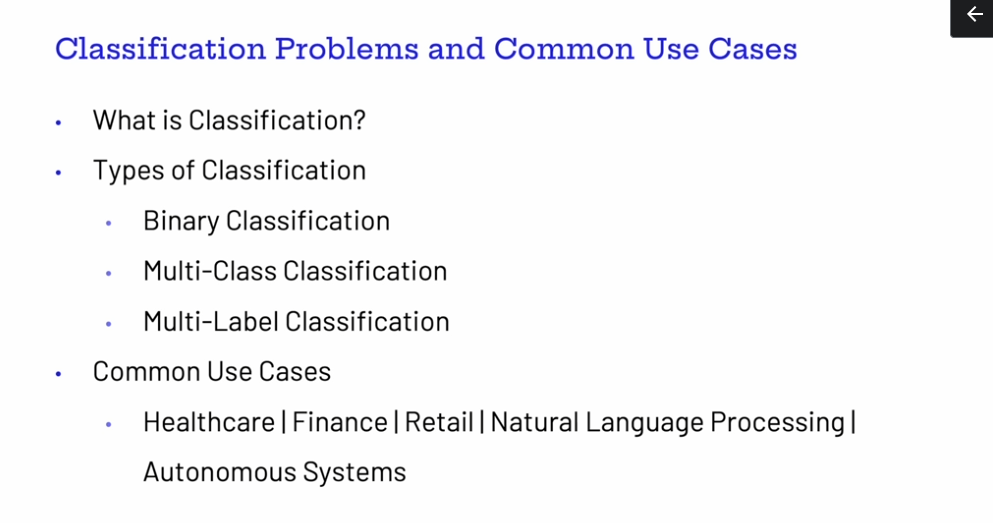 Classification Problems and Common Use Cases
• What is Classification?
• Types of Classification
• Binary Classification
• Multi-Class Classification
• Multi-Label Classification
• Common Use Cases
• Healthcare | Finance | Retail | Natural Language Processing |
Autonomous Systems